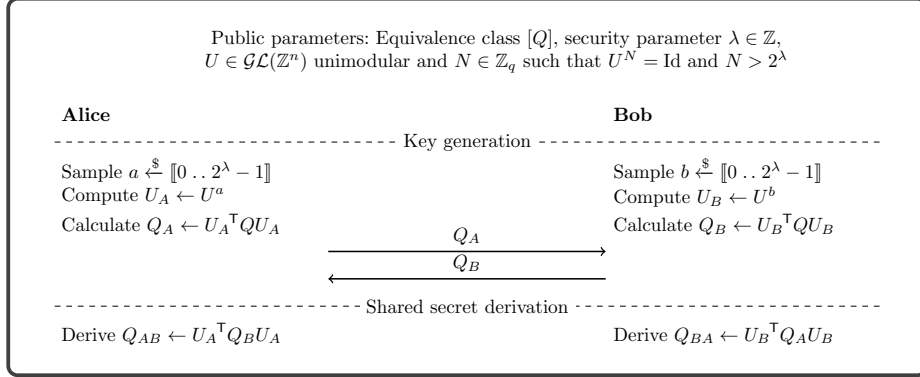 Public parameters: Equivalence class [Q], security parameter λ ∈ ℤ,
U ∈ 𝒢ℒ(ℤⁿ) unimodular and N ∈ ℤ_q such that U^N = Id and N > 2^λ
Alice Bob
Key generation
Sample a ←$ ⟦0 . . 2^λ − 1⟧ Sample b ←$ ⟦0 . . 2^λ − 1⟧
Compute U_A ← U^a Compute U_B ← U^b
Calculate Q_A ← U_A^⊤ Q U_A Calculate Q_B ← U_B^⊤ Q U_B
Q_A
Q_B
Shared secret derivation
Derive Q_AB ← U_A^⊤ Q_B U_A Derive Q_BA ← U_B^⊤ Q_A U_B